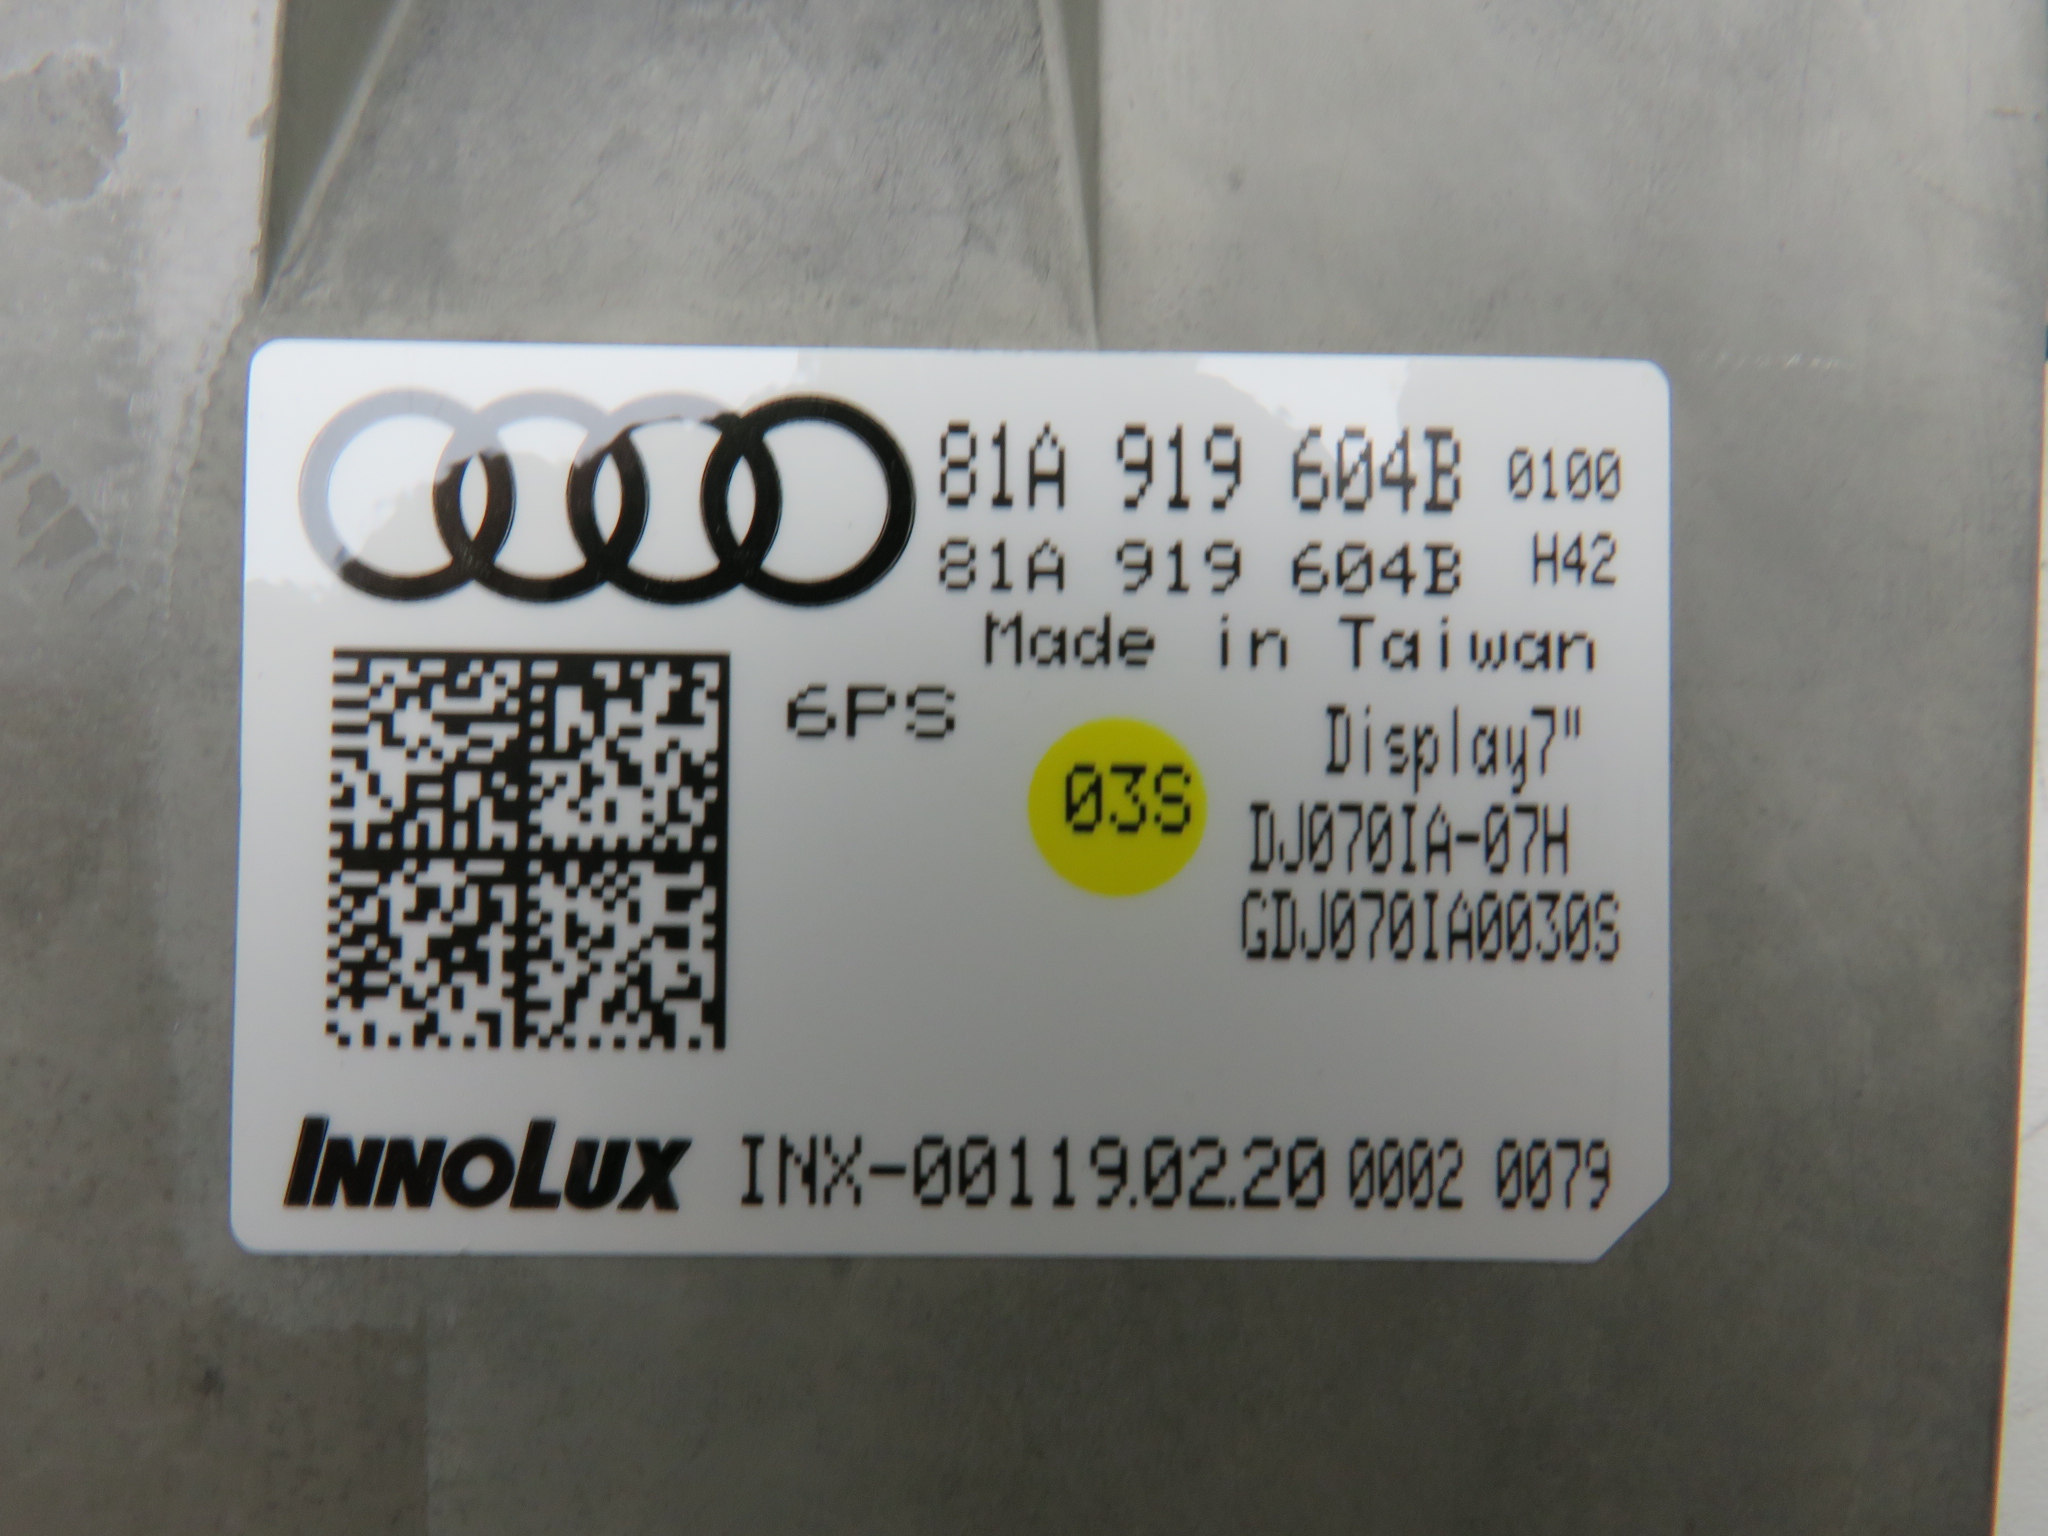 81A 919 604B 0100
81A 919 604B H42
Made in Taiwan
6PS
Display7"
03S
DJ070IA-07H
GDJ070IA0030S
INNOLUX INX-00119.02.20 0002 0079